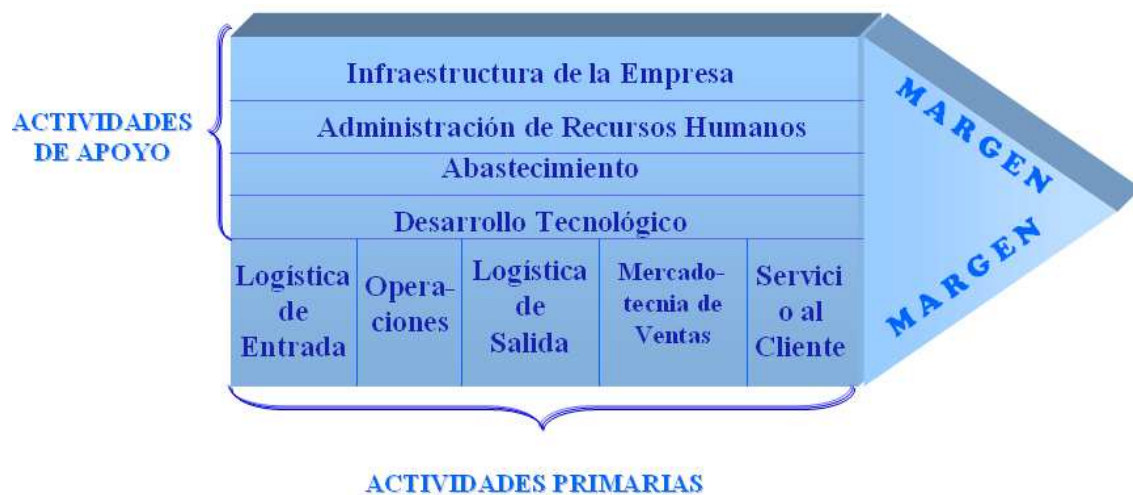 Infraestructura de la Empresa
ACTIVIDADES
DE APOYO
Administración de Recursos Humanos
Abastecimiento
Desarrollo Tecnológico
Logística
de
Entrada
Opera-
ciones
Logística
de
Salida
Mercado-
tecnia de
Ventas
Servici
o al
Cliente
MARGEN
MARGEN
ACTIVIDADES PRIMARIAS